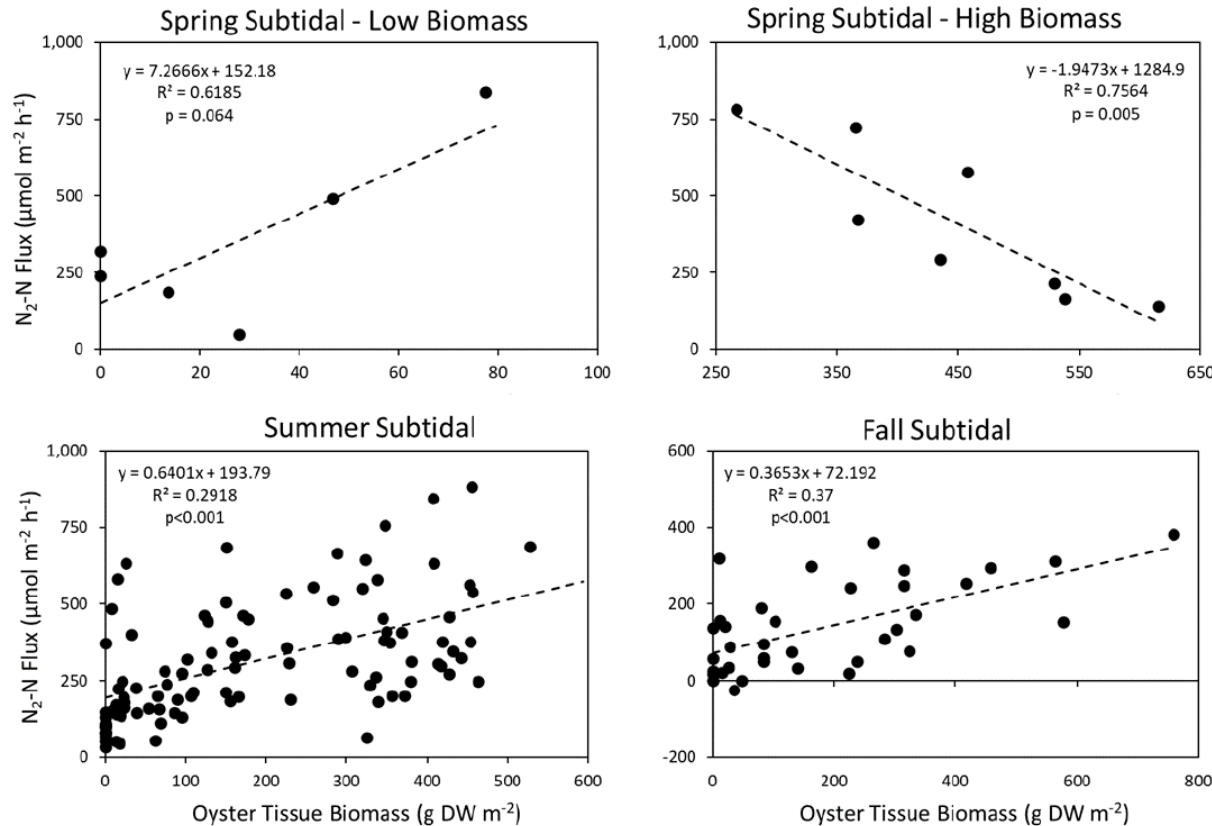 Spring Subtidal - Low Biomass
1,000
750
500
250
0
y = 7.2666x + 152.18
R² = 0.6185
p = 0.064
N₂-N Flux (µmol m⁻² h⁻¹)
0 20 40 60 80 100
Spring Subtidal - High Biomass
1,000
750
500
250
0
y = -1.9473x + 1284.9
R² = 0.7564
p = 0.005
250 350 450 550 650
Summer Subtidal
1,000
750
500
250
0
y = 0.6401x + 193.79
R² = 0.2918
p<0.001
N₂-N Flux (µmol m⁻² h⁻¹)
0 100 200 300 400 500 600
Oyster Tissue Biomass (g DW m⁻²)
Fall Subtidal
600
400
200
0
-200
y = 0.3653x + 72.192
R² = 0.37
p<0.001
0 200 400 600 800
Oyster Tissue Biomass (g DW m⁻²)